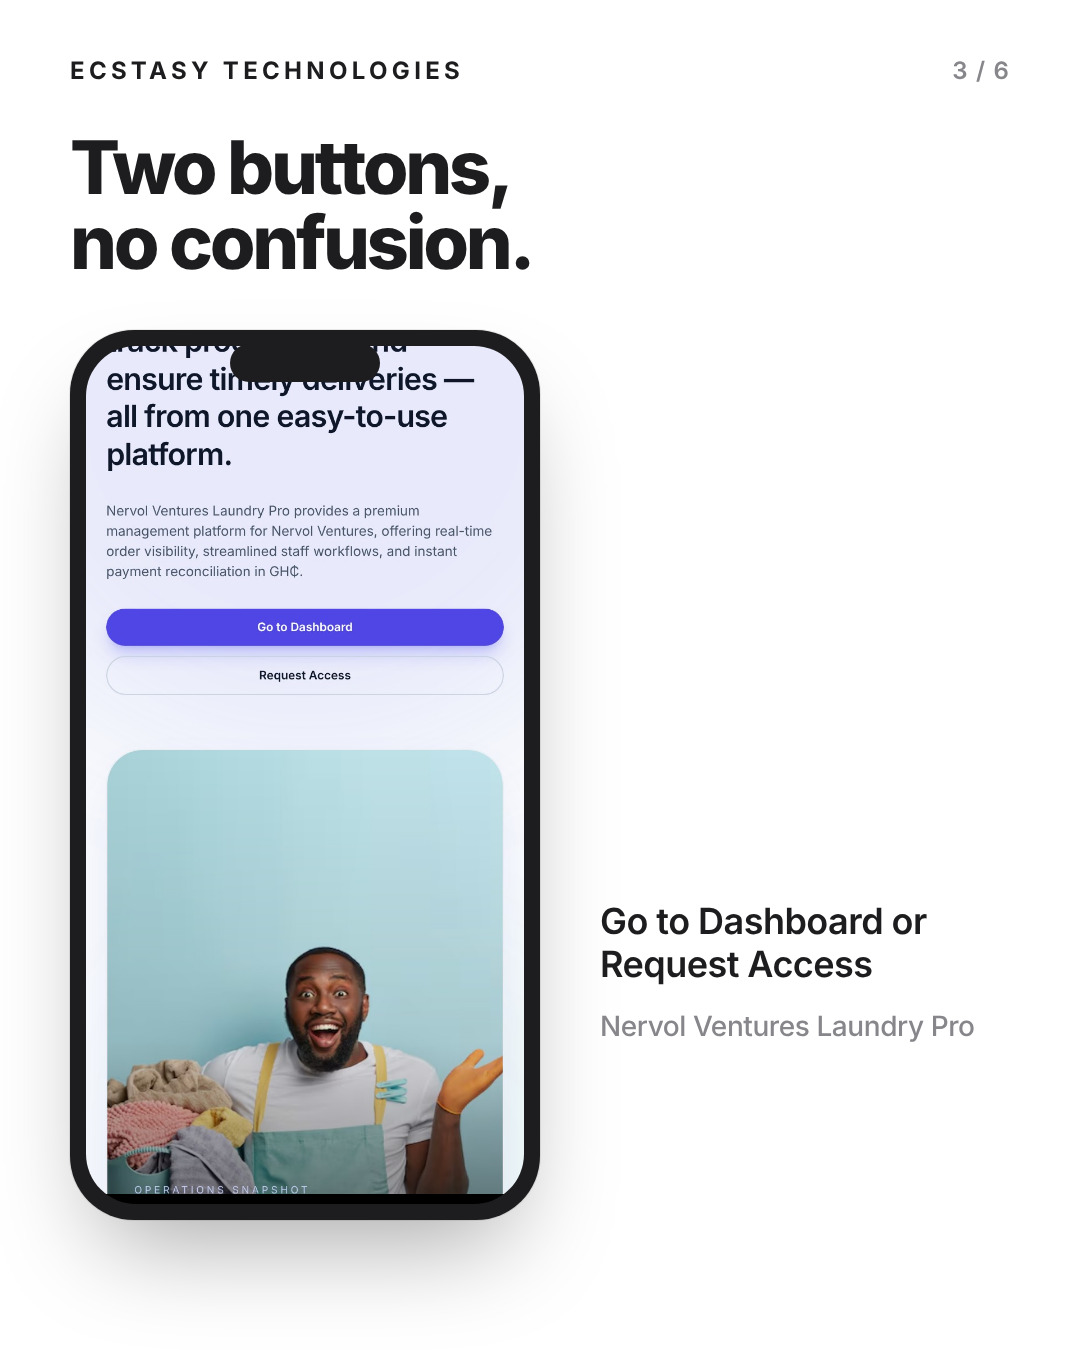 ECSTASY TECHNOLOGIES
3 / 6
Two buttons,
no confusion.
ensure timely deliveries —
all from one easy-to-use
platform.
Nervol Ventures Laundry Pro provides a premium
management platform for Nervol Ventures, offering real-time
order visibility, streamlined staff workflows, and instant
payment reconciliation in GH₵.
Go to Dashboard
Request Access
OPERATIONS SNAPSHOT
Go to Dashboard or
Request Access
Nervol Ventures Laundry Pro